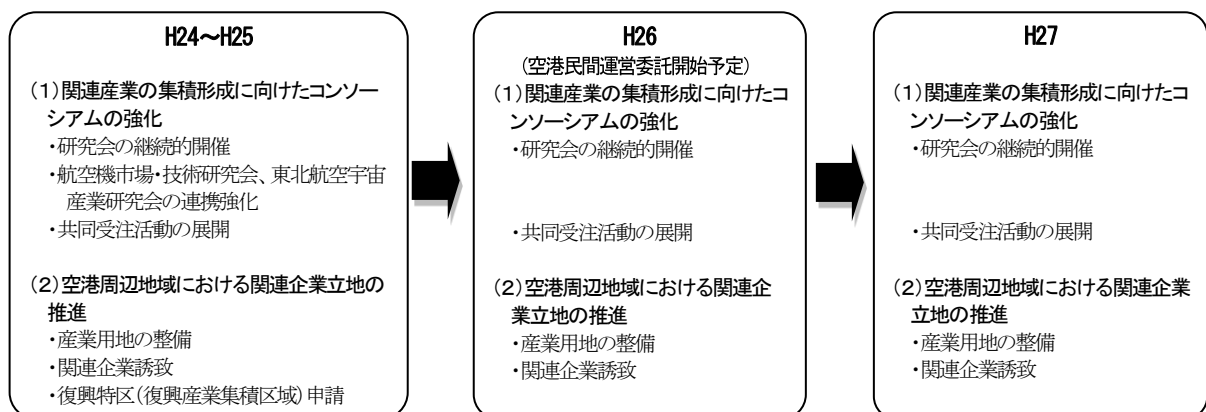 H24～H25
(1)関連産業の集積形成に向けたコンソー
シアムの強化
・研究会の継続的開催
・航空機市場・技術研究会、東北航空宇宙
産業研究会の連携強化
・共同受注活動の展開
(2)空港周辺地域における関連企業立地の
推進
・産業用地の整備
・関連企業誘致
・復興特区(復興産業集積区域)申請
H26
(空港民間運営委託開始予定)
(1)関連産業の集積形成に向けたコ
ンソーシアムの強化
・研究会の継続的開催
・共同受注活動の展開
(2)空港周辺地域における関連企
業立地の推進
・産業用地の整備
・関連企業誘致
H27
(1)関連産業の集積形成に向けたコ
ンソーシアムの強化
・研究会の継続的開催
・共同受注活動の展開
(2)空港周辺地域における関連企業
立地の推進
・産業用地の整備
・関連企業誘致